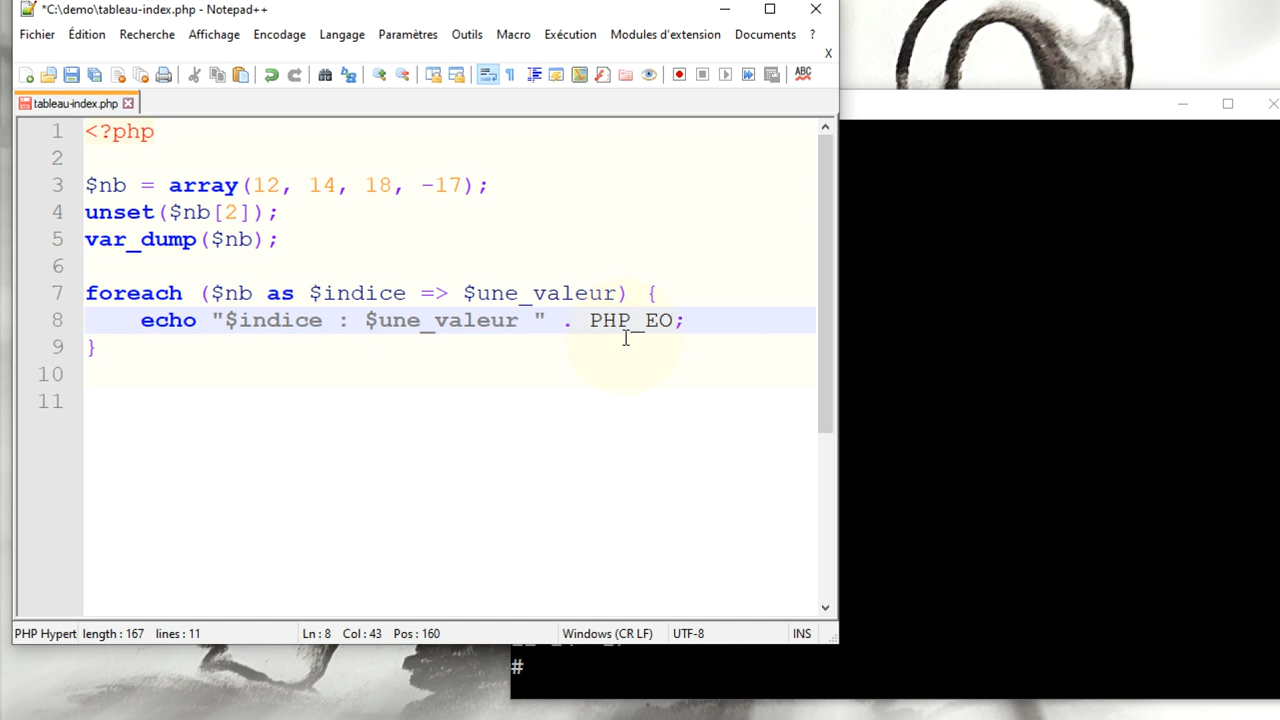 *C:\demo\tableau-index.php - Notepad++
Fichier Édition Recherche Affichage Encodage Langage Paramètres Outils Macro Exécution Modules d'extension Documents ?
X
ABC
tableau-index.php
1 <?php
2
3 $nb = array(12, 14, 18, -17);
4 unset($nb[2]);
5 var_dump($nb);
6
7 foreach ($nb as $indice => $une_valeur) {
8 echo "$indice : $une_valeur " . PHP_EO;
9 }
10
11
PHP Hypert length : 167 lines : 11 Ln : 8 Col : 43 Pos : 160 Windows (CR LF) UTF-8 INS
#